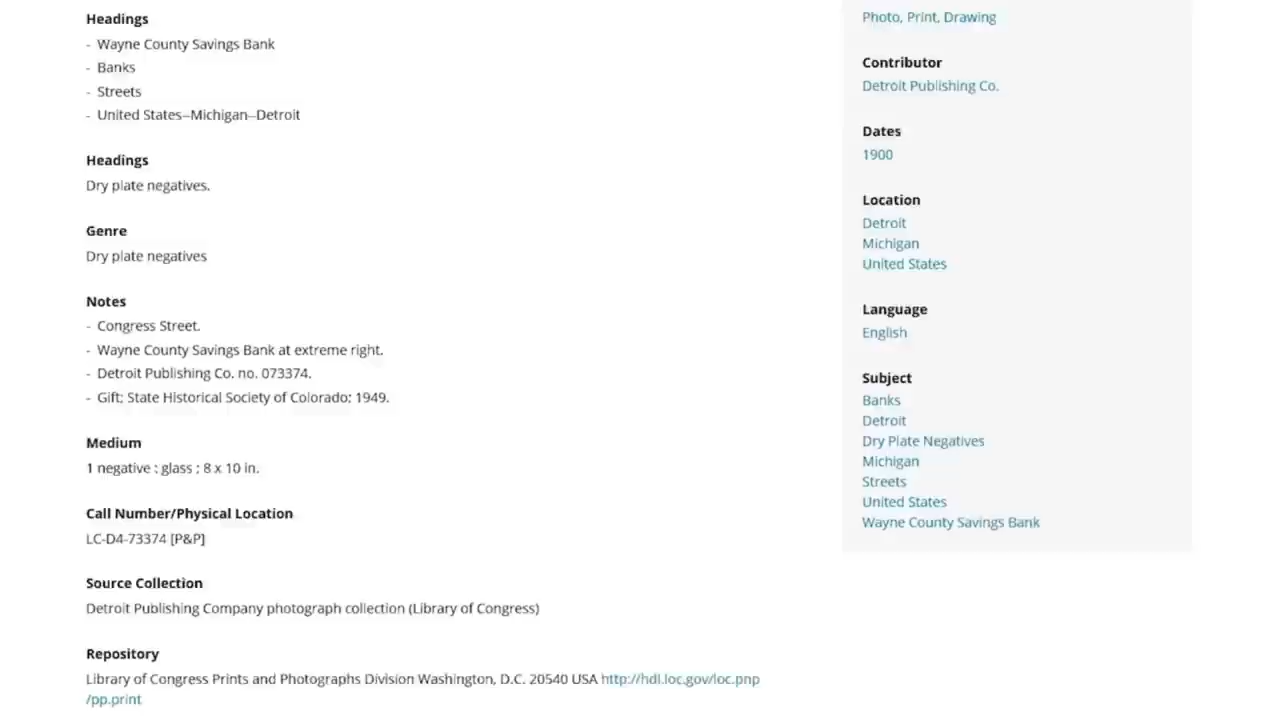 Headings
- Wayne County Savings Bank
- Banks
- Streets
- United States--Michigan--Detroit
Headings
Dry plate negatives.
Genre
Dry plate negatives
Notes
- Congress Street.
- Wayne County Savings Bank at extreme right.
- Detroit Publishing Co. no. 073374.
- Gift; State Historical Society of Colorado; 1949.
Medium
1 negative : glass ; 8 x 10 in.
Call Number/Physical Location
LC-D4-73374 [P&P]
Source Collection
Detroit Publishing Company photograph collection (Library of Congress)
Repository
Library of Congress Prints and Photographs Division Washington, D.C. 20540 USA http://hdl.loc.gov/loc.pnp
/pp.print
Photo, Print, Drawing
Contributor
Detroit Publishing Co.
Dates
1900
Location
Detroit
Michigan
United States
Language
English
Subject
Banks
Detroit
Dry Plate Negatives
Michigan
Streets
United States
Wayne County Savings Bank